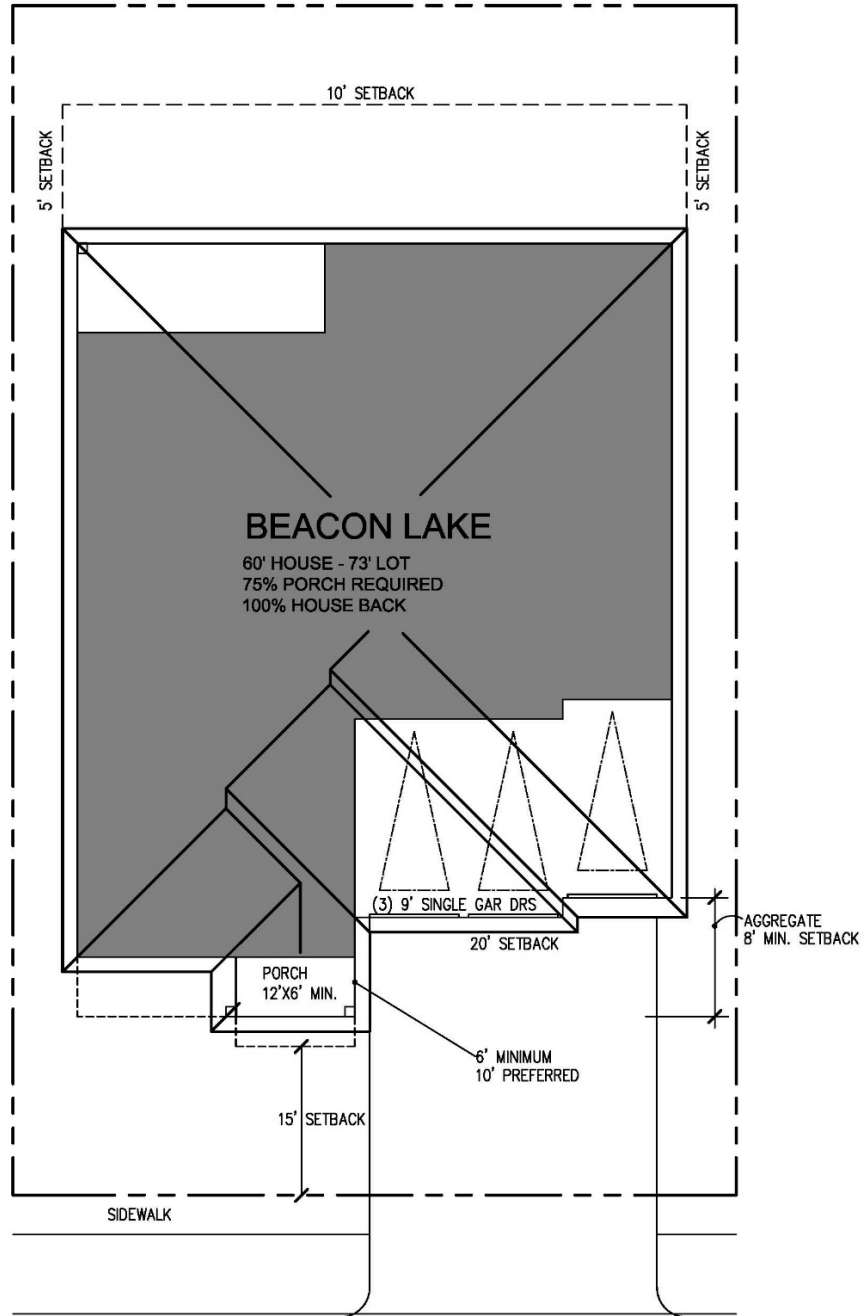 10' SETBACK
5' SETBACK
5' SETBACK
BEACON LAKE
60' HOUSE - 73' LOT
75% PORCH REQUIRED
100% HOUSE BACK
(3) 9' SINGLE GAR DRS
20' SETBACK
AGGREGATE
8' MIN. SETBACK
PORCH
12'X6' MIN.
6' MINIMUM
10' PREFERRED
15' SETBACK
SIDEWALK